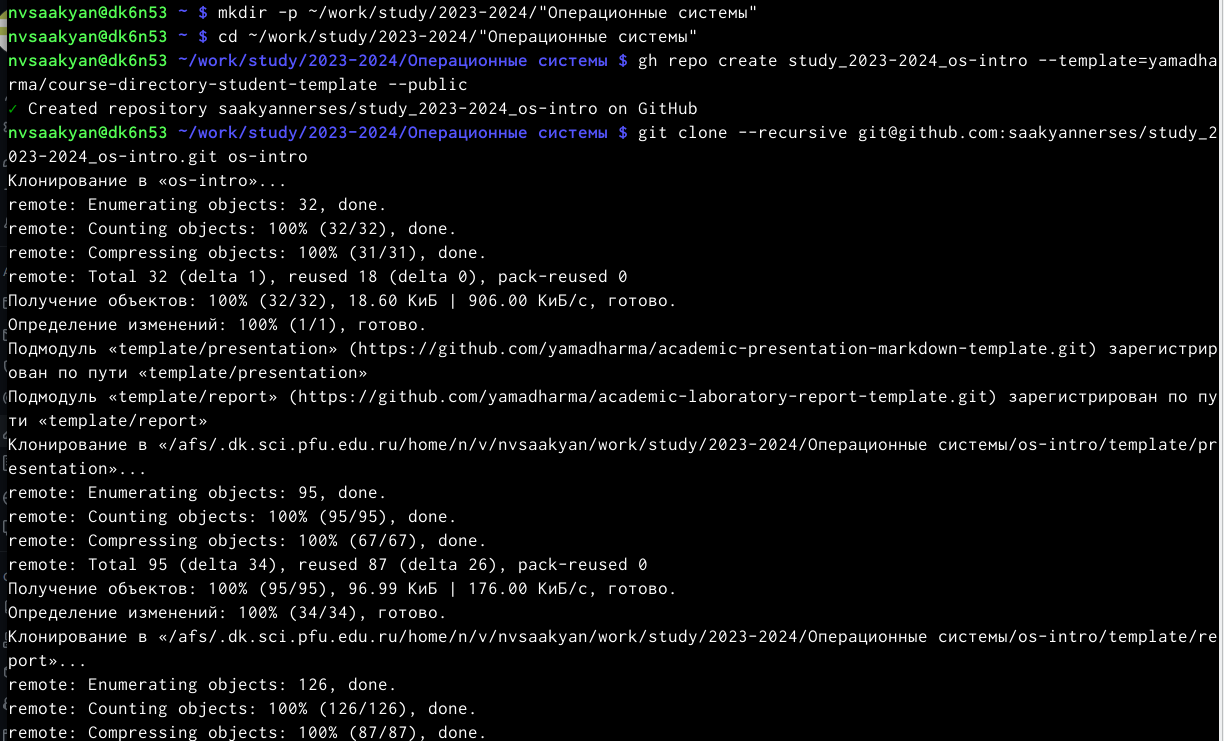 nvsaakyan@dk6n53 ~ $ mkdir -p ~/work/study/2023-2024/"Операционные системы"
nvsaakyan@dk6n53 ~ $ cd ~/work/study/2023-2024/"Операционные системы"
nvsaakyan@dk6n53 ~/work/study/2023-2024/Операционные системы $ gh repo create study_2023-2024_os-intro --template=yamadha
rma/course-directory-student-template --public
✓ Created repository saakyannerses/study_2023-2024_os-intro on GitHub
nvsaakyan@dk6n53 ~/work/study/2023-2024/Операционные системы $ git clone --recursive git@github.com:saakyannerses/study_2
023-2024_os-intro.git os-intro
Клонирование в «os-intro»...
remote: Enumerating objects: 32, done.
remote: Counting objects: 100% (32/32), done.
remote: Compressing objects: 100% (31/31), done.
remote: Total 32 (delta 1), reused 18 (delta 0), pack-reused 0
Получение объектов: 100% (32/32), 18.60 КиБ | 906.00 КиБ/с, готово.
Определение изменений: 100% (1/1), готово.
Подмодуль «template/presentation» (https://github.com/yamadharma/academic-presentation-markdown-template.git) зарегистрир
ован по пути «template/presentation»
Подмодуль «template/report» (https://github.com/yamadharma/academic-laboratory-report-template.git) зарегистрирован по пу
ти «template/report»
Клонирование в «/afs/.dk.sci.pfu.edu.ru/home/n/v/nvsaakyan/work/study/2023-2024/Операционные системы/os-intro/template/pr
esentation»...
remote: Enumerating objects: 95, done.
remote: Counting objects: 100% (95/95), done.
remote: Compressing objects: 100% (67/67), done.
remote: Total 95 (delta 34), reused 87 (delta 26), pack-reused 0
Получение объектов: 100% (95/95), 96.99 КиБ | 176.00 КиБ/с, готово.
Определение изменений: 100% (34/34), готово.
Клонирование в «/afs/.dk.sci.pfu.edu.ru/home/n/v/nvsaakyan/work/study/2023-2024/Операционные системы/os-intro/template/re
port»...
remote: Enumerating objects: 126, done.
remote: Counting objects: 100% (126/126), done.
remote: Compressing objects: 100% (87/87), done.